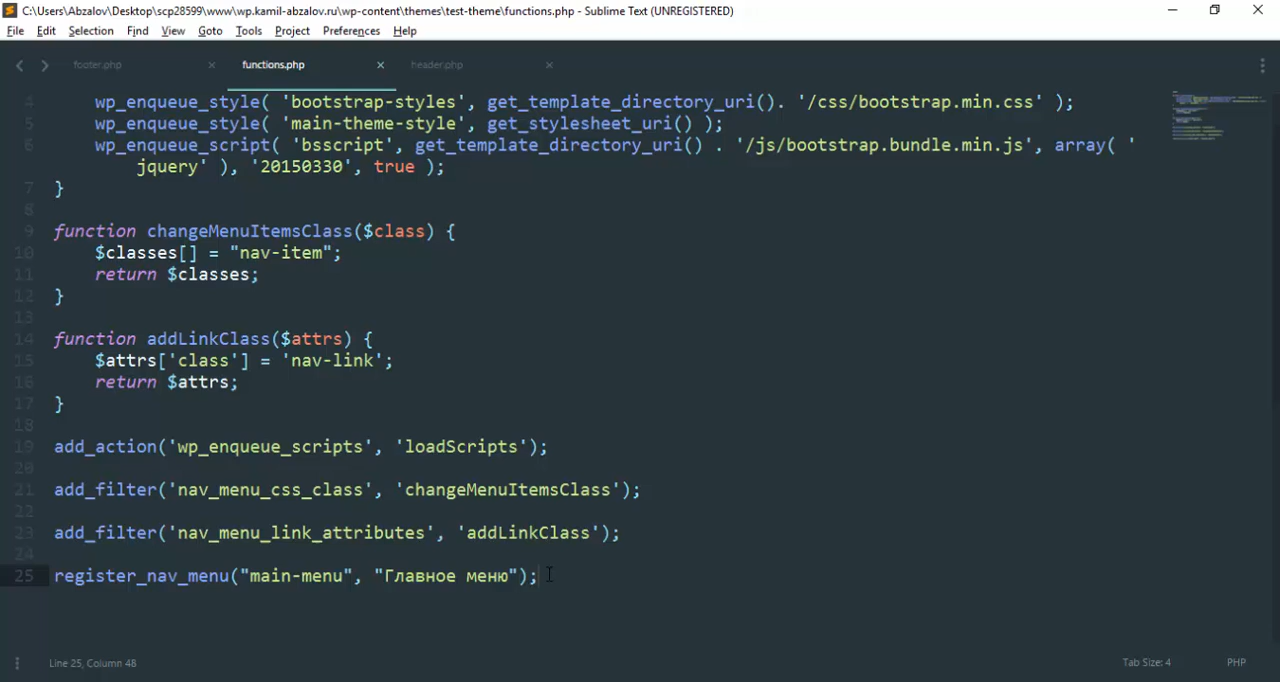 C:\Users\Abzalov\Desktop\scp28599\www\wp.kamil-abzalov.ru\wp-content\themes\test-theme\functions.php - Sublime Text (UNREGISTERED)
File Edit Selection Find View Goto Tools Project Preferences Help
footer.php functions.php header.php
4 wp_enqueue_style( 'bootstrap-styles', get_template_directory_uri(). '/css/bootstrap.min.css' );
5 wp_enqueue_style( 'main-theme-style', get_stylesheet_uri() );
6 wp_enqueue_script( 'bsscript', get_template_directory_uri() . '/js/bootstrap.bundle.min.js', array( '
jquery' ), '20150330', true );
7 }
8
9 function changeMenuItemsClass($class) {
10 $classes[] = "nav-item";
11 return $classes;
12 }
13
14 function addLinkClass($attrs) {
15 $attrs['class'] = 'nav-link';
16 return $attrs;
17 }
18
19 add_action('wp_enqueue_scripts', 'loadScripts');
20
21 add_filter('nav_menu_css_class', 'changeMenuItemsClass');
22
23 add_filter('nav_menu_link_attributes', 'addLinkClass');
24
25 register_nav_menu("main-menu", "Главное меню");
Line 25, Column 48 Tab Size: 4 PHP